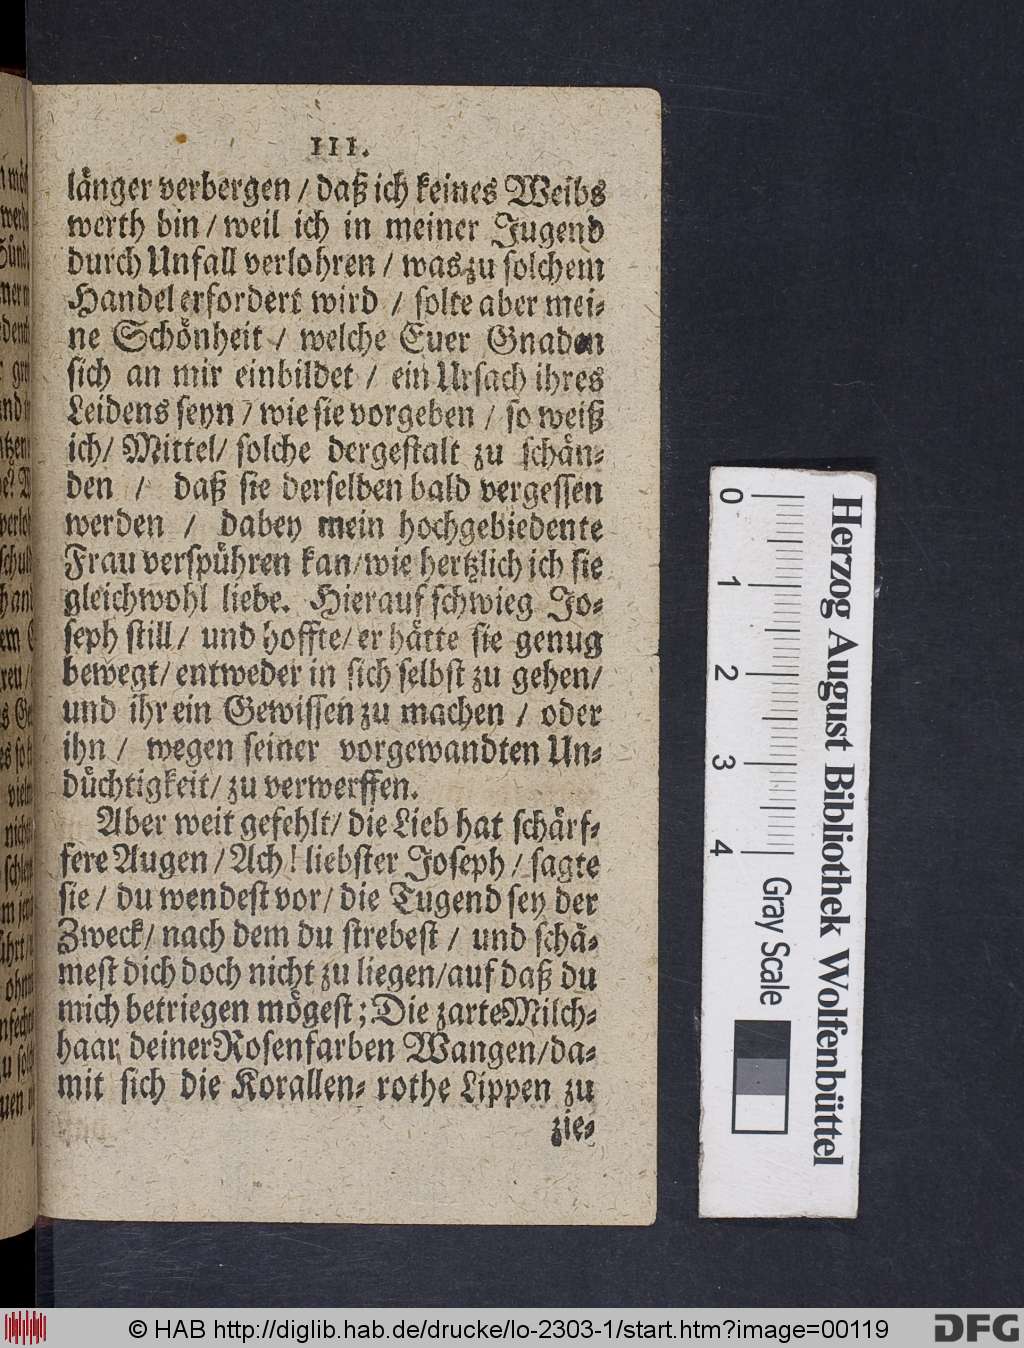 111.
länger verbergen / daß ich keines Weibs
werth bin / weil ich in meiner Jugend
durch Unfall verlohren / was zu solchem
Handel erfordert wird / solte aber mei-
ne Schönheit / welche Euer Gnaden
sich an mir einbildet / ein Ursach ihres
Leidens seyn / wie sie vorgeben / so weiß
ich / Mittel / solche dergestalt zu schän-
den / daß sie derselben bald vergessen
werden / dabey mein hochgebiedente
Frau verspühren kan / wie hertzlich ich sie
gleichwohl liebe. Hierauf schwieg Jo-
seph still / und hoffte / er hätte sie genug
bewegt / entweder in sich selbst zu gehen /
und ihr ein Gewissen zu machen / oder
ihn / wegen seiner vorgewandten Un-
düchtigkeit / zu verwerffen.
Aber weit gefehlt / die Lieb hat schärf-
fere Augen / Ach! liebster Joseph / sagte
sie / du wendest vor / die Tugend sey der
Zweck / nach dem du strebest / und schä-
mest dich doch nicht zu liegen / auf daß du
mich betriegen mögest; Die zarte Milch-
haar deiner Rosenfarben Wangen / da-
mit sich die Korallen-rothe Lippen zu
zie-
0 1 2 3 4 Gray Scale
Herzog August Bibliothek Wolfenbüttel
© HAB http://diglib.hab.de/drucke/lo-2303-1/start.htm?image=00119
DFG